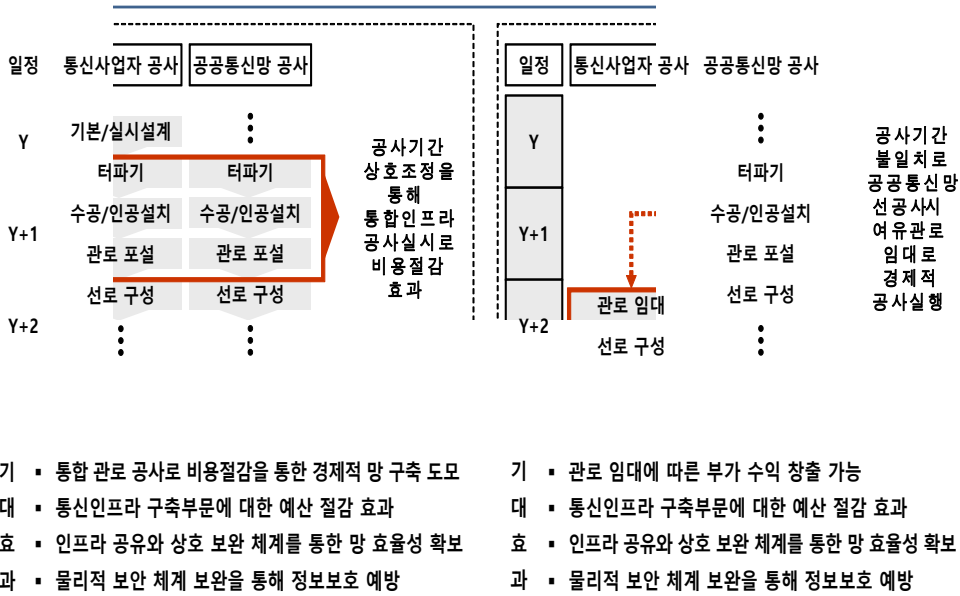 일정 통신사업자 공사 공공통신망 공사
Y
기본/실시설계
터파기 터파기
Y+1
수공/인공설치 수공/인공설치
관로 포설 관로 포설
선로 구성 선로 구성
Y+2
공사기간
상호조정을
통해
통합인프라
공사실시로
비용절감
효과
일정 통신사업자 공사 공공통신망 공사
Y
터파기
Y+1
수공/인공설치
관로 포설
선로 구성
Y+2
관로 임대
선로 구성
공사기간
불일치로
공공통신망
선공사시
여유관로
임대로
경제적
공사실행
기 ▪ 통합 관로 공사로 비용절감을 통한 경제적 망 구축 도모
대 ▪ 통신인프라 구축부문에 대한 예산 절감 효과
효 ▪ 인프라 공유와 상호 보완 체계를 통한 망 효율성 확보
과 ▪ 물리적 보안 체계 보완을 통해 정보보호 예방
기 ▪ 관로 임대에 따른 부가 수익 창출 가능
대 ▪ 통신인프라 구축부문에 대한 예산 절감 효과
효 ▪ 인프라 공유와 상호 보완 체계를 통한 망 효율성 확보
과 ▪ 물리적 보안 체계 보완을 통해 정보보호 예방